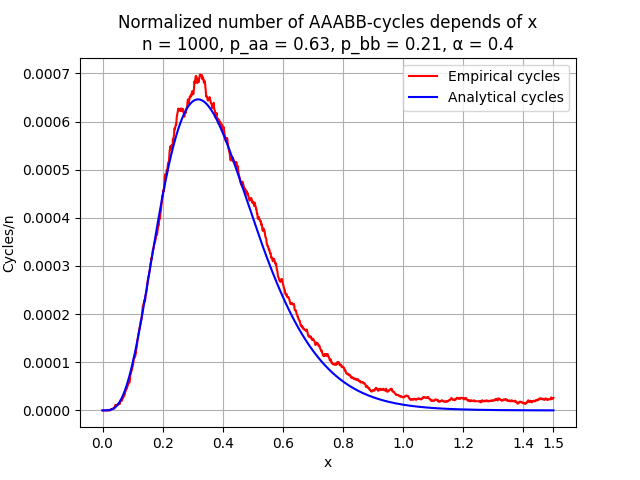 Normalized number of AAABB-cycles depends of x
n = 1000, p_aa = 0.63, p_bb = 0.21, α = 0.4
Empirical cycles
Analytical cycles
Cycles/n
0.0007
0.0006
0.0005
0.0004
0.0003
0.0002
0.0001
0.0000
0.0 0.2 0.4 0.6 0.8 1.0 1.2 1.4 1.5
x